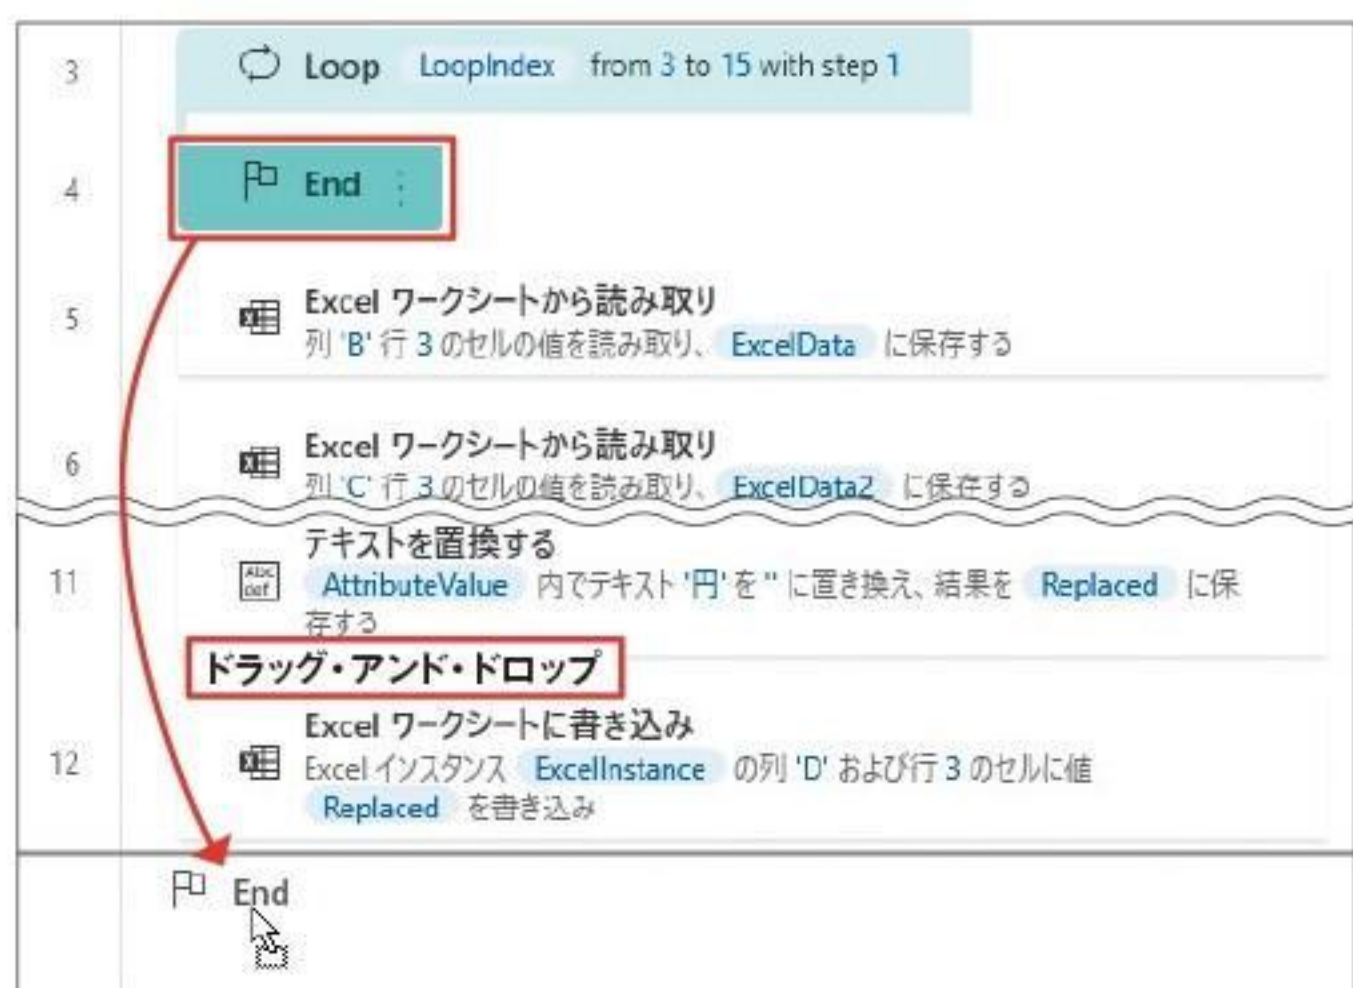 3
Loop LoopIndex from 3 to 15 with step 1
4
End
5
Excel ワークシートから読み取り
列 'B' 行 3 のセルの値を読み取り、 ExcelData に保存する
6
Excel ワークシートから読み取り
列 'C' 行 3 のセルの値を読み取り、 ExcelData2 に保存する
11
テキストを置換する
AttributeValue 内でテキスト '円' を '' に置き換え、結果を Replaced に保
存する
ドラッグ・アンド・ドロップ
12
Excel ワークシートに書き込み
Excel インスタンス ExcelInstance の列 'D' および行 3 のセルに値
Replaced を書き込み
End